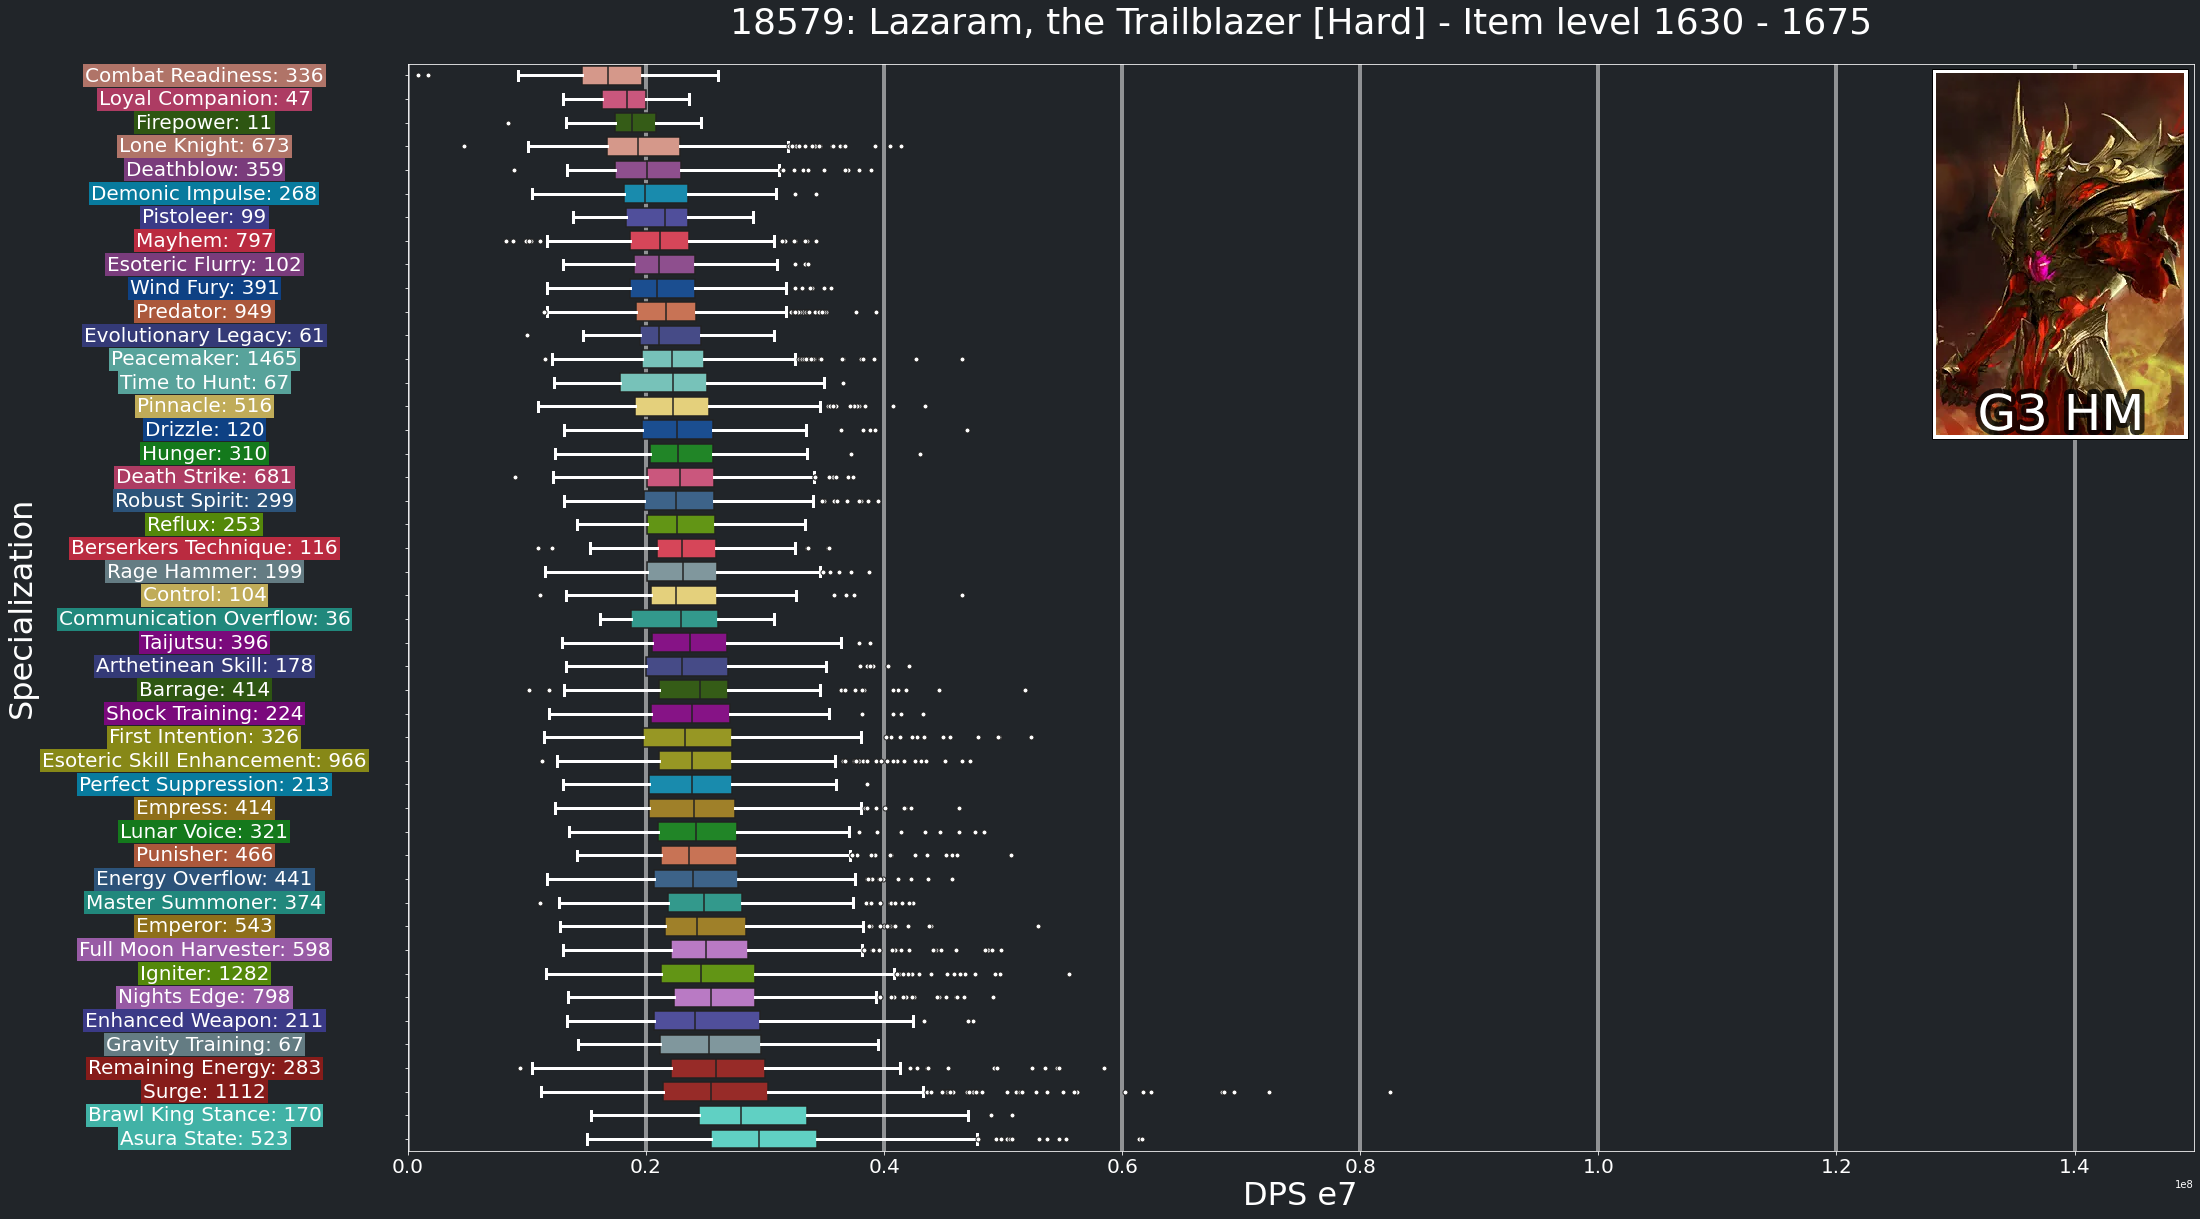 18579: Lazaram, the Trailblazer [Hard] - Item level 1630 - 1675
Combat Readiness: 336
Loyal Companion: 47
Firepower: 11
Lone Knight: 673
Deathblow: 359
Demonic Impulse: 268
Pistoleer: 99
Mayhem: 797
Esoteric Flurry: 102
Wind Fury: 391
Predator: 949
Evolutionary Legacy: 61
Peacemaker: 1465
Time to Hunt: 67
Pinnacle: 516
Drizzle: 120
Hunger: 310
Death Strike: 681
Robust Spirit: 299
Reflux: 253
Berserkers Technique: 116
Rage Hammer: 199
Control: 104
Communication Overflow: 36
Taijutsu: 396
Arthetinean Skill: 178
Barrage: 414
Shock Training: 224
First Intention: 326
Esoteric Skill Enhancement: 966
Perfect Suppression: 213
Empress: 414
Lunar Voice: 321
Punisher: 466
Energy Overflow: 441
Master Summoner: 374
Emperor: 543
Full Moon Harvester: 598
Igniter: 1282
Nights Edge: 798
Enhanced Weapon: 211
Gravity Training: 67
Remaining Energy: 283
Surge: 1112
Brawl King Stance: 170
Asura State: 523
Specialization
G3 HM
0.0 0.2 0.4 0.6 0.8 1.0 1.2 1.4
1e8
DPS e7